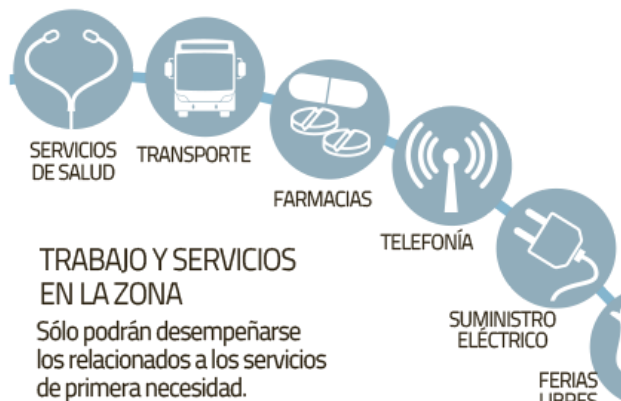 SERVICIOS
DE SALUD
TRANSPORTE
FARMACIAS
TELEFONÍA
SUMINISTRO
ELÉCTRICO
FERIAS
LIBRES
TRABAJO Y SERVICIOS
EN LA ZONA
Sólo podrán desempeñarse
los relacionados a los servicios
de primera necesidad.